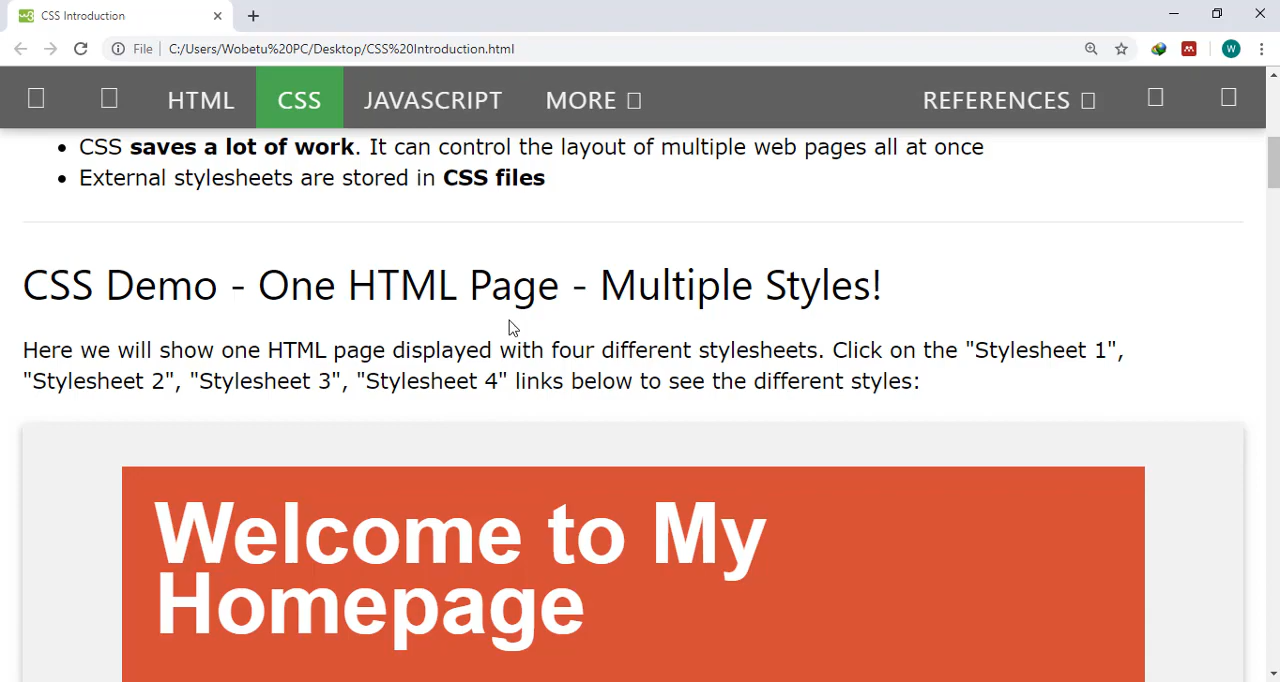 CSS Introduction
File
C:/Users/Wobetu%20PC/Desktop/CSS%20Introduction.html
W
HTML CSS JAVASCRIPT MORE REFERENCES
• CSS saves a lot of work. It can control the layout of multiple web pages all at once
• External stylesheets are stored in CSS files
CSS Demo - One HTML Page - Multiple Styles!
Here we will show one HTML page displayed with four different stylesheets. Click on the "Stylesheet 1",
"Stylesheet 2", "Stylesheet 3", "Stylesheet 4" links below to see the different styles:
Welcome to My
Homepage